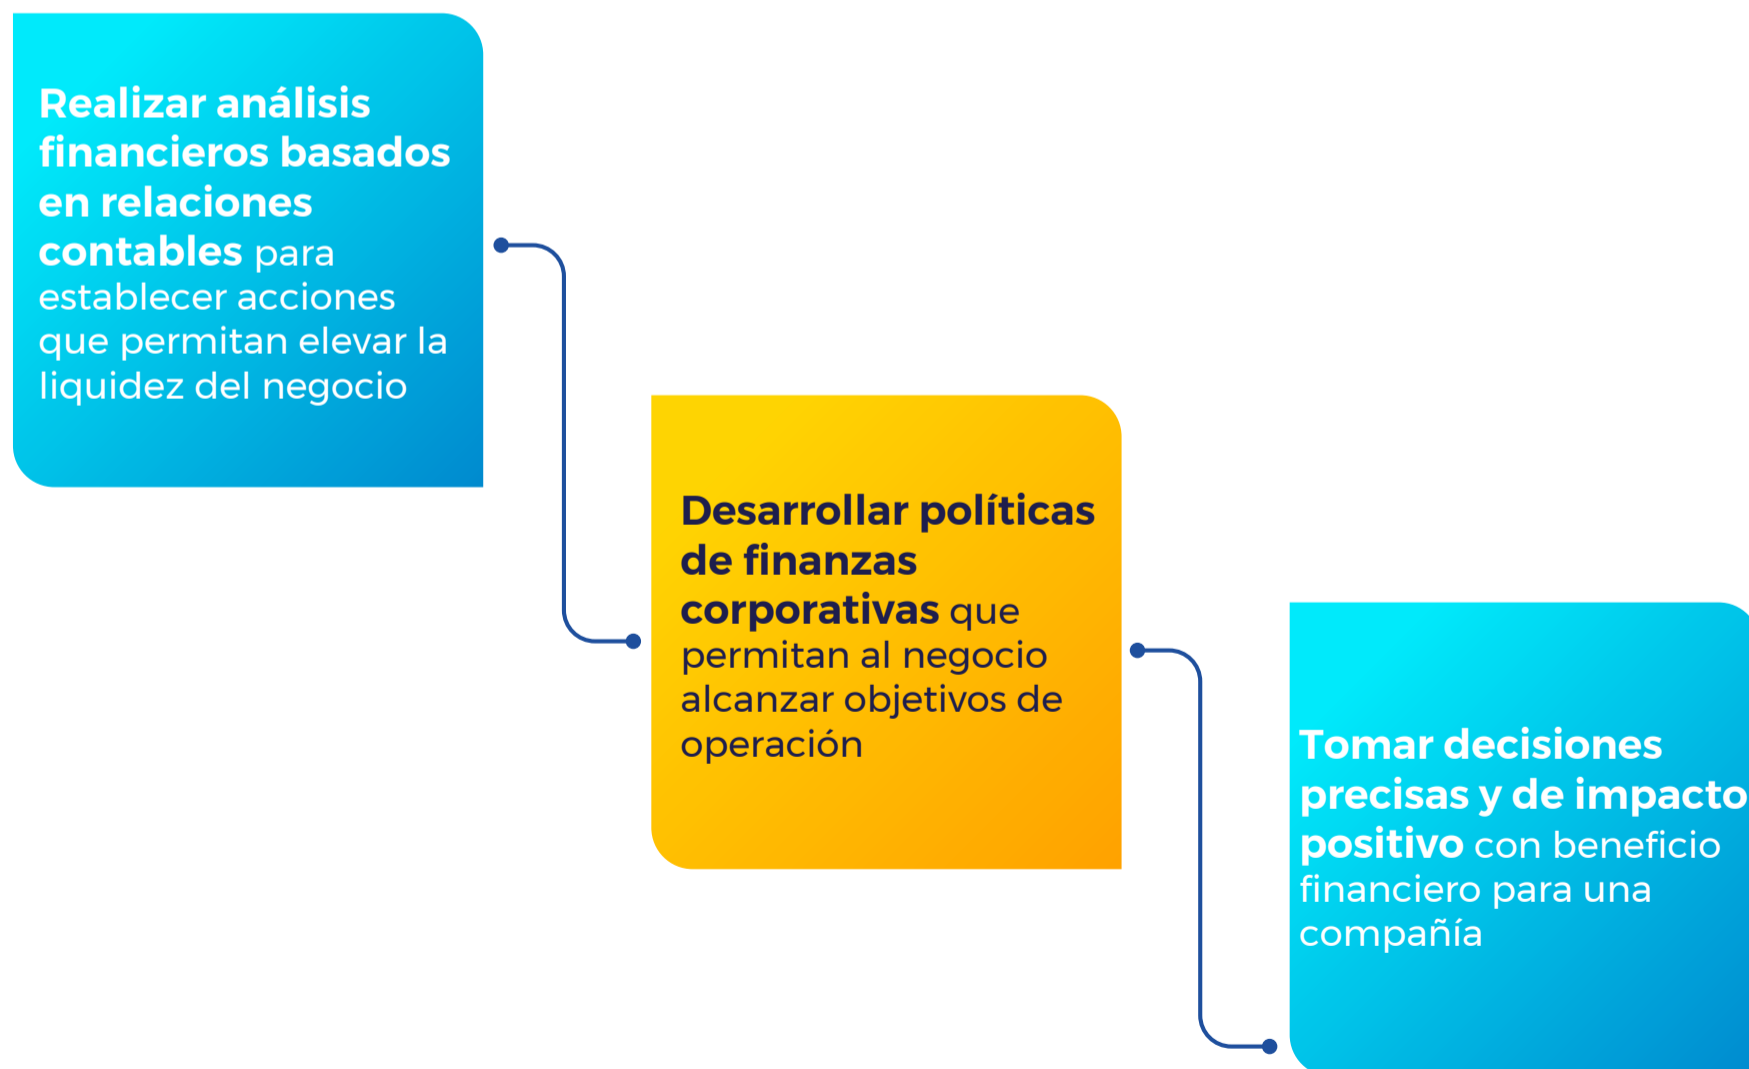 Realizar análisis
financieros basados
en relaciones
contables para
establecer acciones
que permitan elevar la
liquidez del negocio
Desarrollar políticas
de finanzas
corporativas que
permitan al negocio
alcanzar objetivos de
operación
Tomar decisiones
precisas y de impacto
positivo con beneficio
financiero para una
compañía